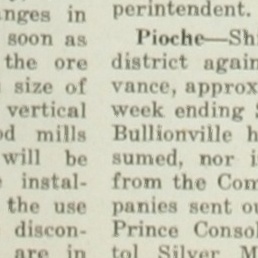 nges in
soon as
the ore
size of
vertical
mills
will be
instal-
the use
discon-
are in
perintendent.
Pioche—Shi
district again
vance, approx
week ending
Bullionville h
sumed, nor i
from the Com
panies sent ou
Prince Consol
tol Silver M